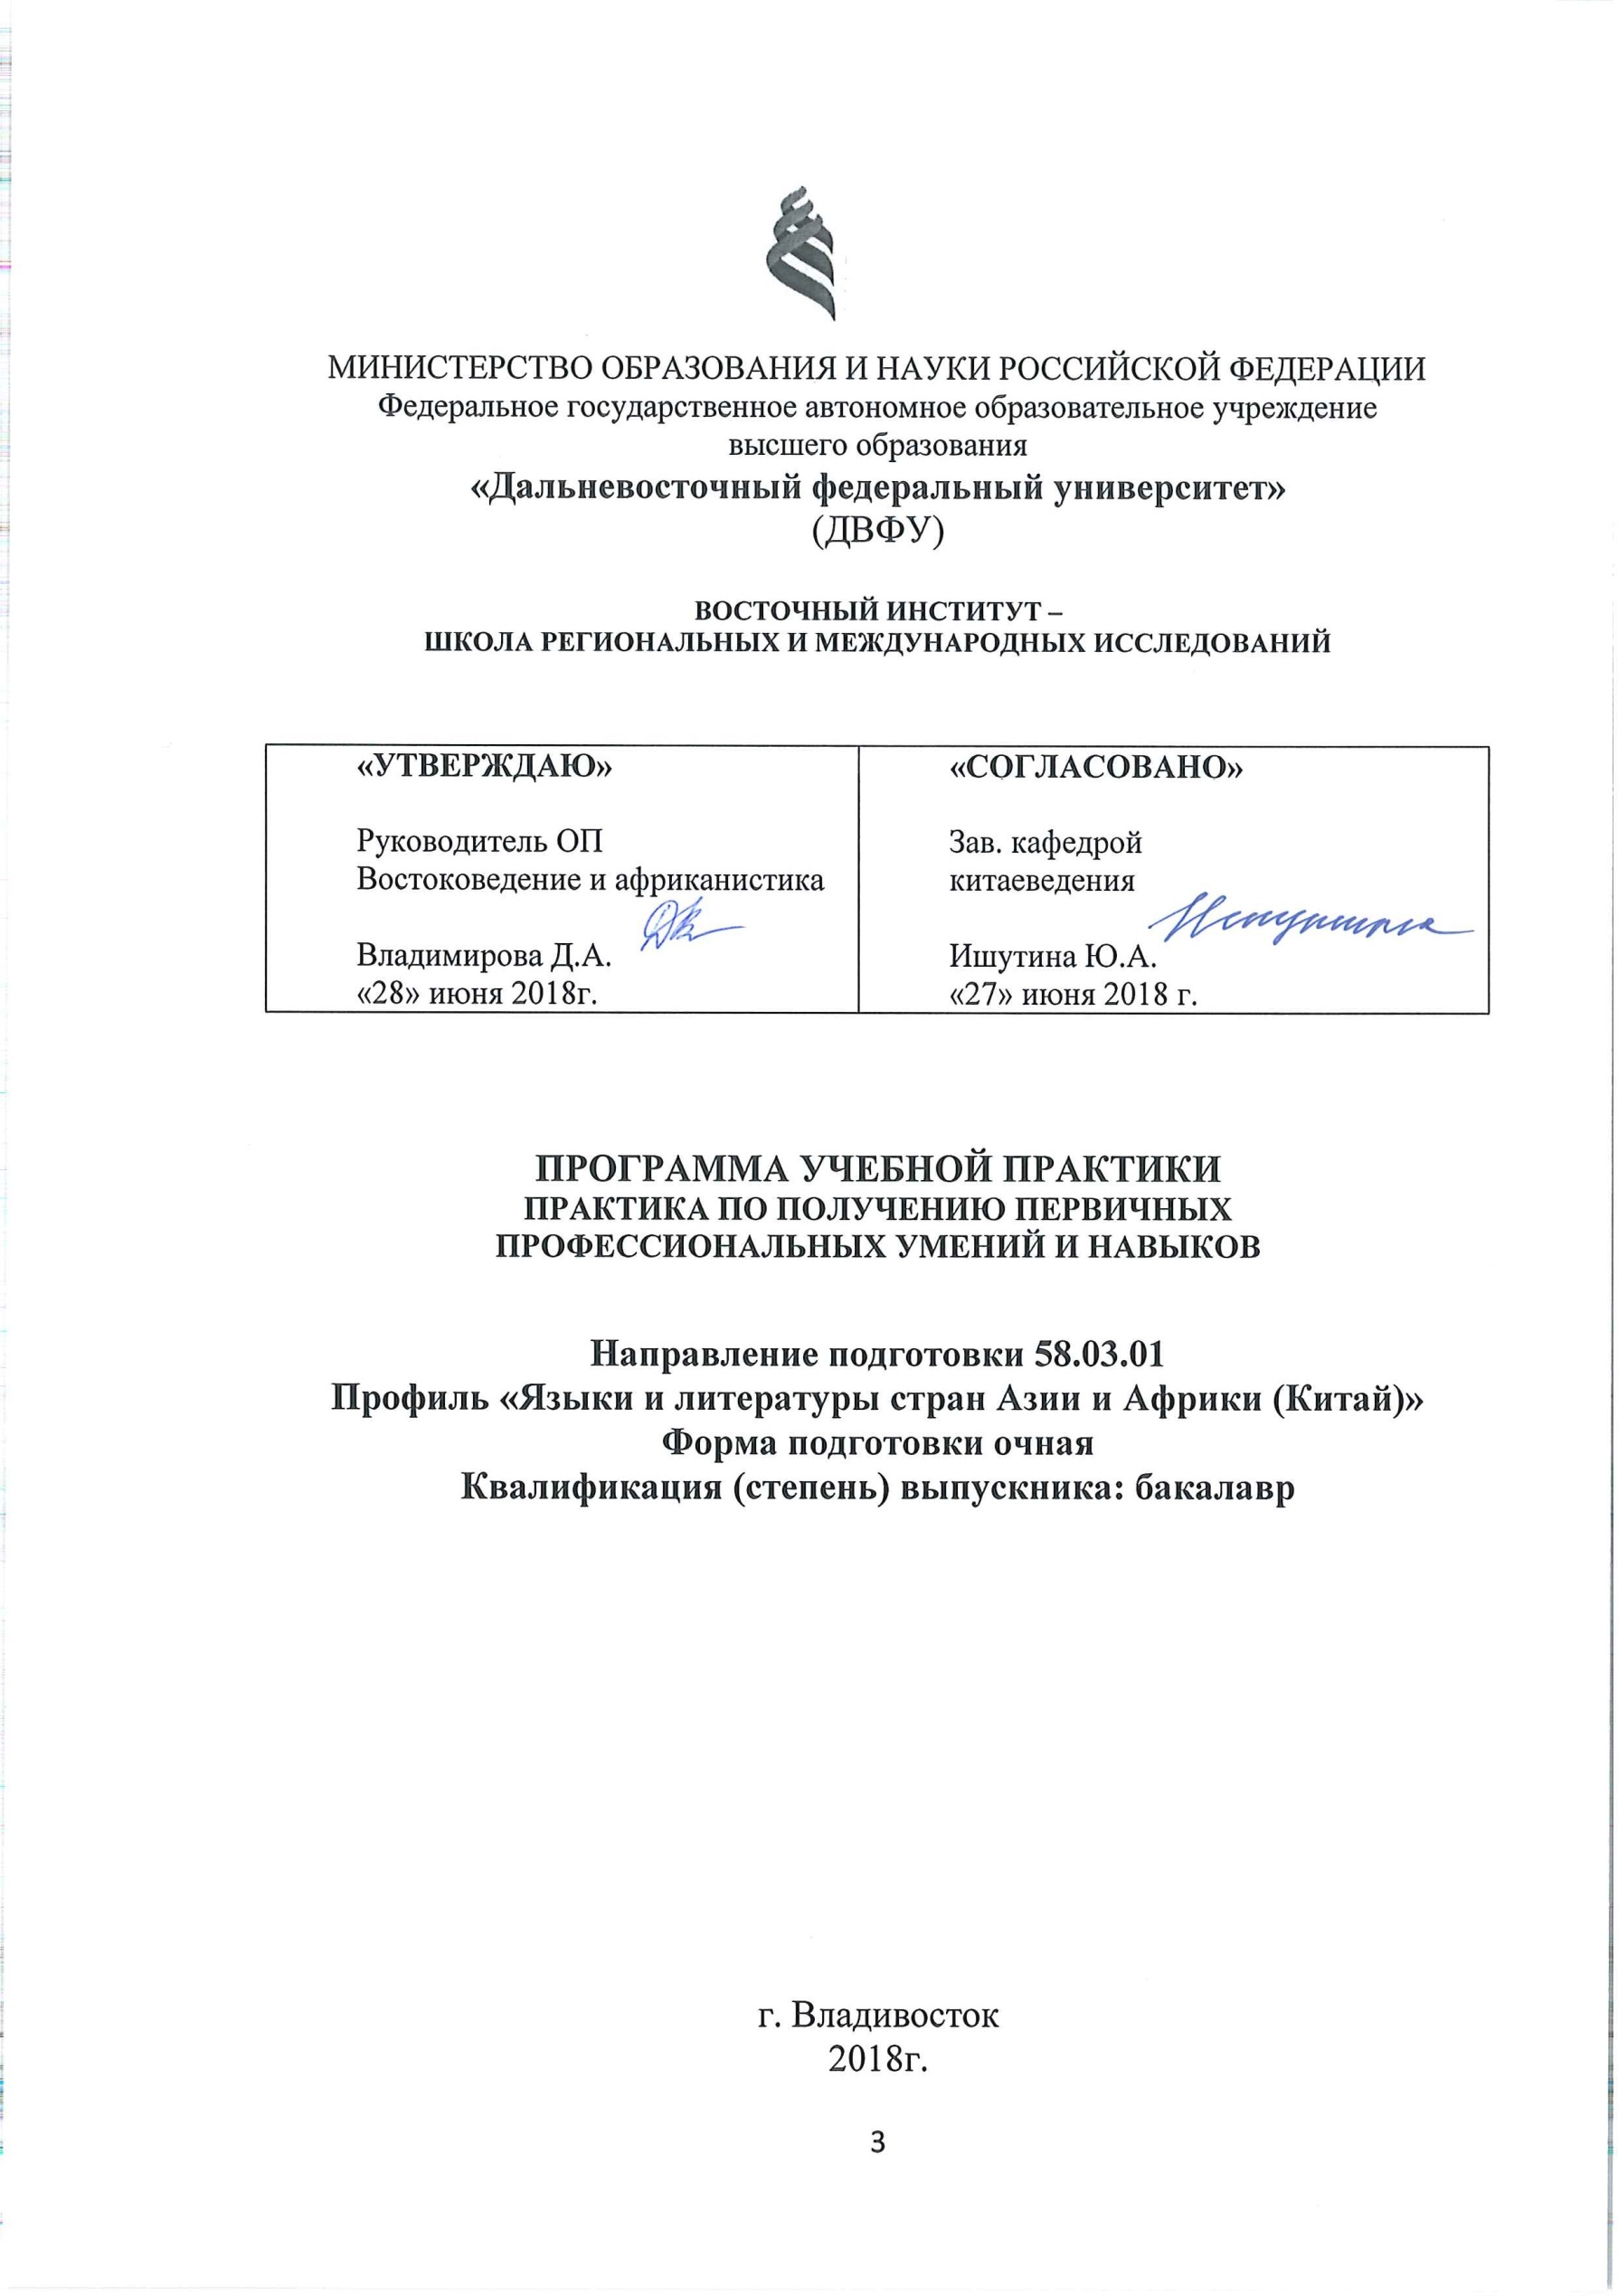 МИНИСТЕРСТВО ОБРАЗОВАНИЯ И НАУКИ РОССИЙСКОЙ ФЕДЕРАЦИИ
Федеральное государственное автономное образовательное учреждение
высшего образования
«Дальневосточный федеральный университет»
(ДВФУ)
ВОСТОЧНЫЙ ИНСТИТУТ –
ШКОЛА РЕГИОНАЛЬНЫХ И МЕЖДУНАРОДНЫХ ИССЛЕДОВАНИЙ
«УТВЕРЖДАЮ»
Руководитель ОП
Востоковедение и африканистика
Владимирова Д.А.
«28» июня 2018г.
«СОГЛАСОВАНО»
Зав. кафедрой
китаеведения
Ишутина Ю.А.
«27» июня 2018 г.
ПРОГРАММА УЧЕБНОЙ ПРАКТИКИ
ПРАКТИКА ПО ПОЛУЧЕНИЮ ПЕРВИЧНЫХ
ПРОФЕССИОНАЛЬНЫХ УМЕНИЙ И НАВЫКОВ
Направление подготовки 58.03.01
Профиль «Языки и литературы стран Азии и Африки (Китай)»
Форма подготовки очная
Квалификация (степень) выпускника: бакалавр
г. Владивосток
2018г.
3